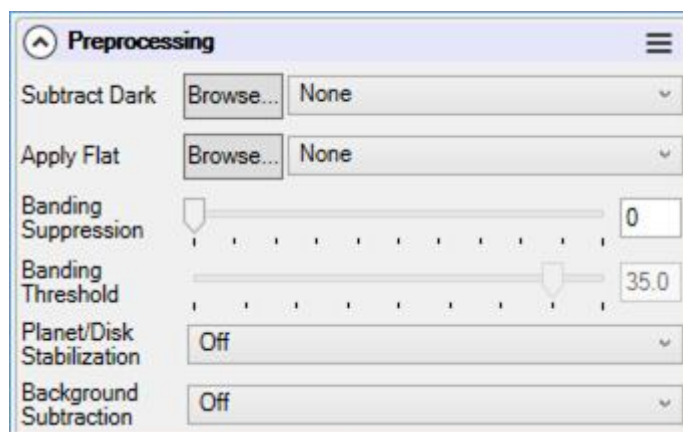 Preprocessing
Subtract Dark Browse... None
Apply Flat Browse... None
Banding
Suppression 0
Banding
Threshold 35.0
Planet/Disk
Stabilization Off
Background
Subtraction Off